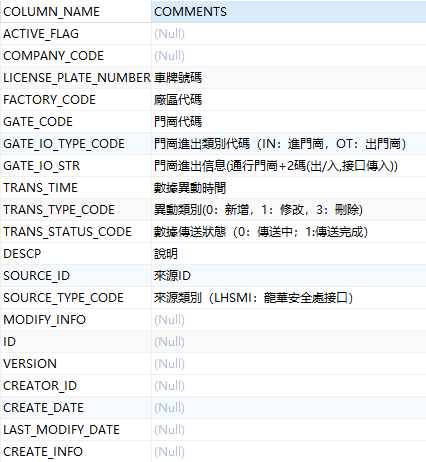 COLUMN_NAME COMMENTS
ACTIVE_FLAG (Null)
COMPANY_CODE (Null)
LICENSE_PLATE_NUMBER 車牌號碼
FACTORY_CODE 廠區代碼
GATE_CODE 門崗代碼
GATE_IO_TYPE_CODE 門崗進出類別代碼（IN：進門崗，OT：出門崗）
GATE_IO_STR 門崗進出信息(通行門崗+2碼(出/入,接口傳入))
TRANS_TIME 數據異動時間
TRANS_TYPE_CODE 異動類別(0：新增，1：修改，3：刪除)
TRANS_STATUS_CODE 數據傳送狀態（0：傳送中；1:傳送完成）
DESCP 說明
SOURCE_ID 來源ID
SOURCE_TYPE_CODE 來源類別（LHSMI：龍華安全處接口）
MODIFY_INFO (Null)
ID (Null)
VERSION (Null)
CREATOR_ID (Null)
CREATE_DATE (Null)
LAST_MODIFY_DATE (Null)
CREATE_INFO (Null)